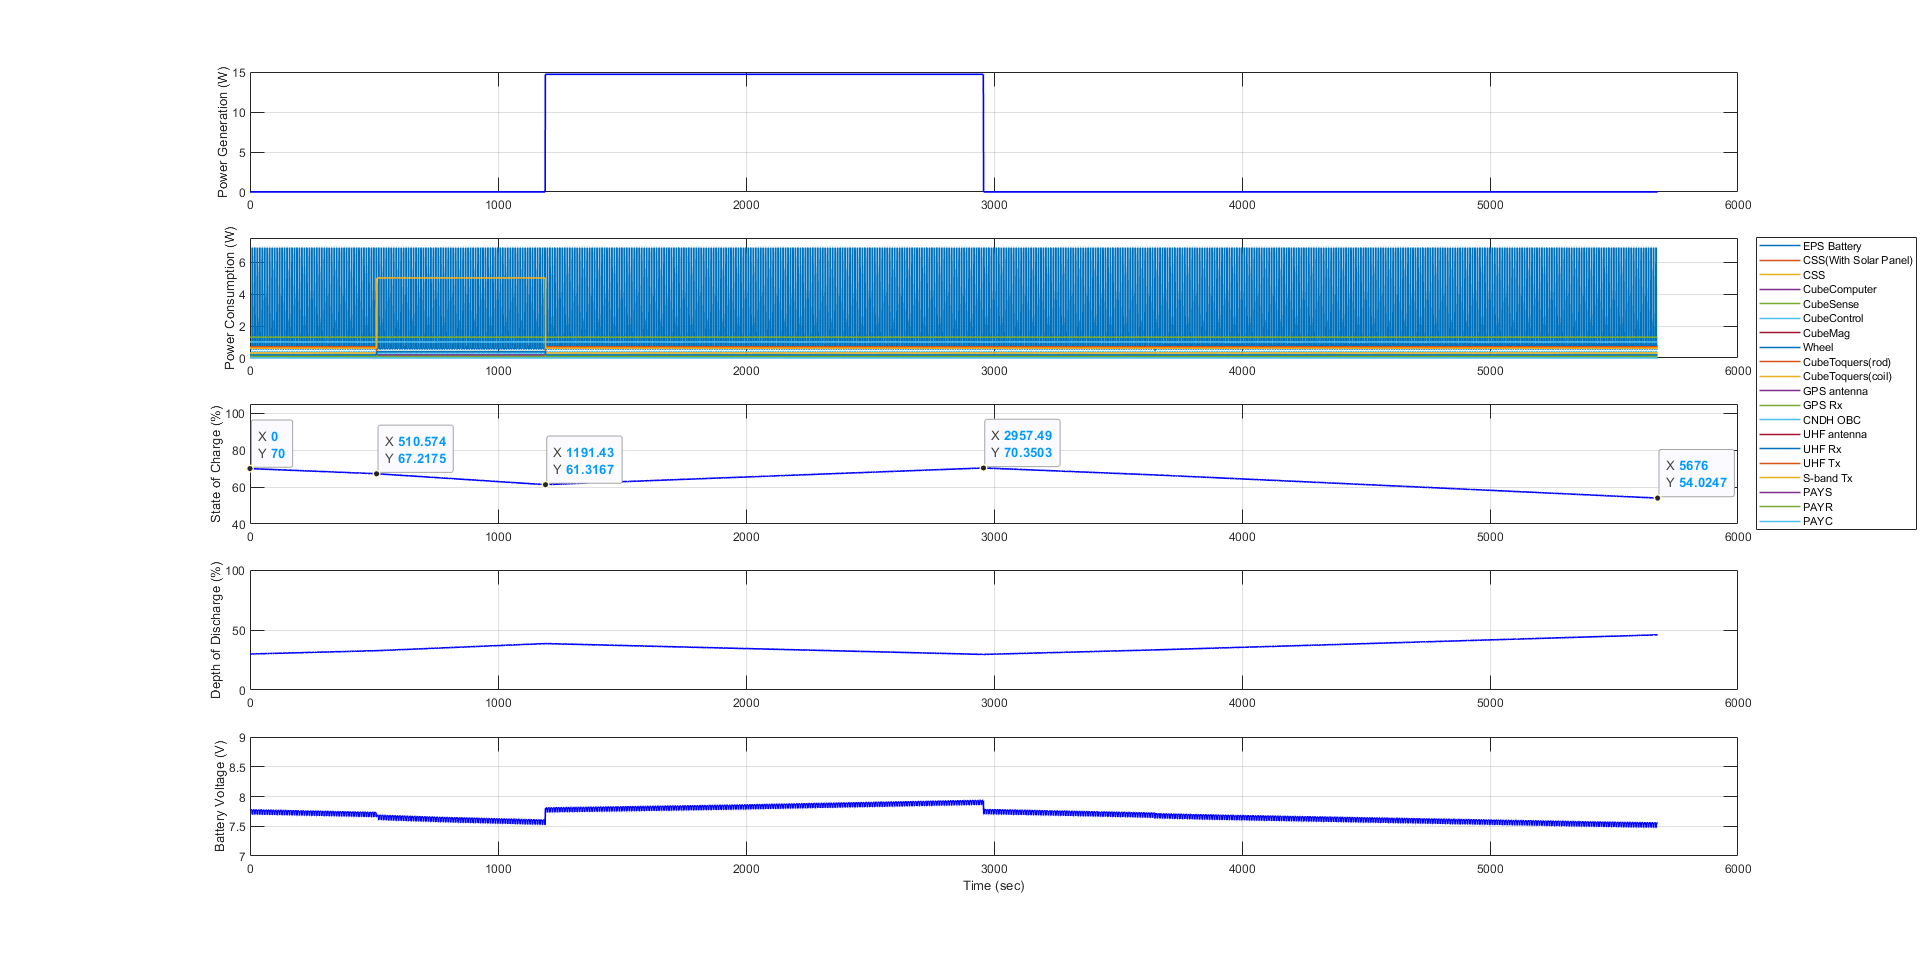 Power Generation (W)
15
10
5
0
0 1000 2000 3000 4000 5000 6000
Power Consumption (W)
6
4
2
0
0 1000 2000 3000 4000 5000 6000
EPS Battery
CSS(With Solar Panel)
CSS
CubeComputer
CubeSense
CubeControl
CubeMag
Wheel
CubeToquers(rod)
CubeToquers(coil)
GPS antenna
GPS Rx
CNDH OBC
UHF antenna
UHF Rx
UHF Tx
S-band Tx
PAYS
PAYR
PAYC
State of Charge (%)
100
80
60
40
X 0
Y 70
X 510.574
Y 67.2175
X 1191.43
Y 61.3167
X 2957.49
Y 70.3503
X 5676
Y 54.0247
0 1000 2000 3000 4000 5000 6000
Depth of Discharge (%)
100
50
0
0 1000 2000 3000 4000 5000 6000
Battery Voltage (V)
9
8.5
8
7.5
7
0 1000 2000 3000 4000 5000 6000
Time (sec)